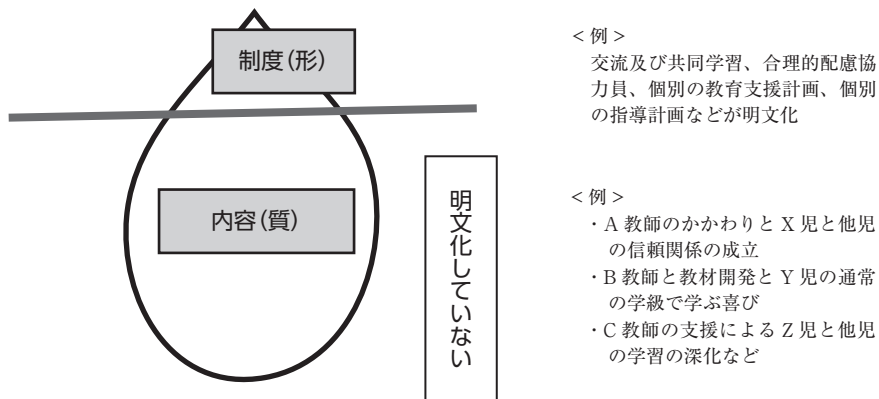 制度(形)
<例>
交流及び共同学習、合理的配慮協
力員、個別の教育支援計画、個別
の指導計画などが明文化
内容(質)
明文化していない
<例>
・A 教師のかかわりと X 児と他児
の信頼関係の成立
・B 教師と教材開発と Y 児の通常
の学級で学ぶ喜び
・C 教師の支援による Z 児と他児
の学習の深化など